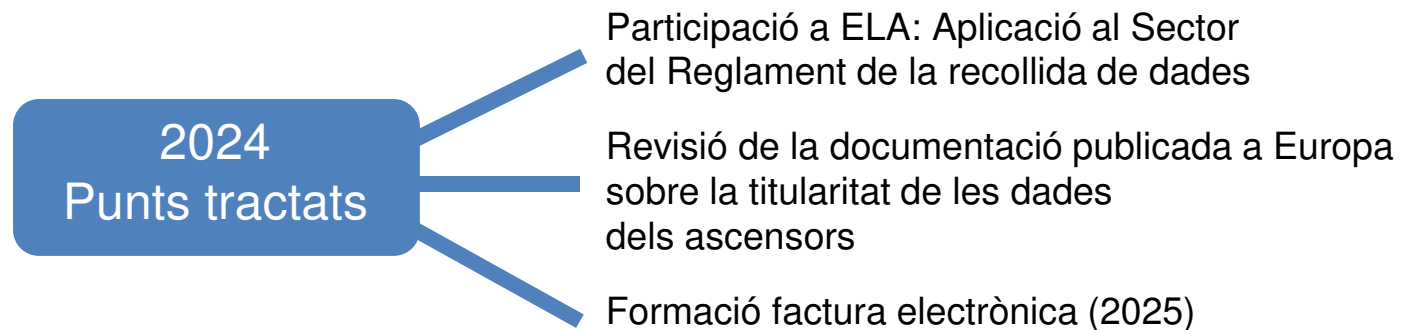 2024
Punts tractats
Participació a ELA: Aplicació al Sector
del Reglament de la recollida de dades
Revisió de la documentació publicada a Europa
sobre la titularitat de les dades
dels ascensors
Formació factura electrònica (2025)